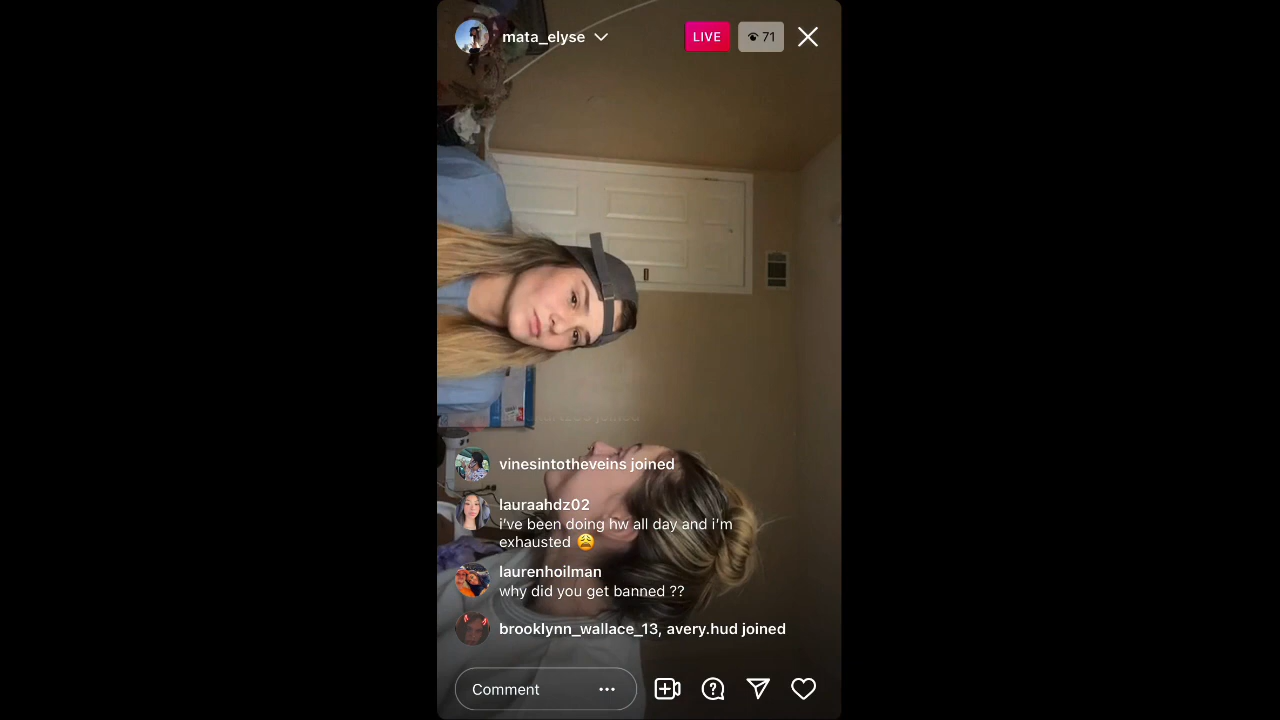 mata_elyse
LIVE
71
vinesintotheveins joined
lauraahdz02
i've been doing hw all day and i'm
exhausted 😩
laurenhoilman
why did you get banned ??
brooklynn_wallace_13, avery.hud joined
Comment